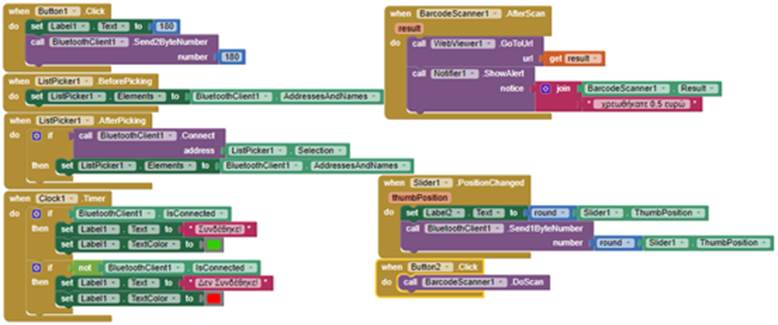 when Button1 .Click
do set Label1 . Text to 180
call BluetoothClient1 .Send2ByteNumber
number 180
when ListPicker1 .BeforePicking
do set ListPicker1 . Elements to BluetoothClient1 . AddressesAndNames
when ListPicker1 .AfterPicking
do if call BluetoothClient1 .Connect
address ListPicker1 . Selection
then set ListPicker1 . Elements to BluetoothClient1 . AddressesAndNames
when Clock1 .Timer
do if BluetoothClient1 . IsConnected
then set Label1 . Text to " Συνδέθηκε! "
set Label1 . TextColor to
if not BluetoothClient1 . IsConnected
then set Label1 . Text to " Δεν Συνδέθηκε! "
set Label1 . TextColor to
when BarcodeScanner1 .AfterScan
result
do call WebViewer1 .GoToUrl
url get result
call Notifier1 .ShowAlert
notice join BarcodeScanner1 . Result
" χρεωθήκατε 0.5 ευρώ "
when Slider1 .PositionChanged
thumbPosition
do set Label2 . Text to round Slider1 . ThumbPosition
call BluetoothClient1 .Send1ByteNumber
number round Slider1 . ThumbPosition
when Button2 .Click
do call BarcodeScanner1 .DoScan